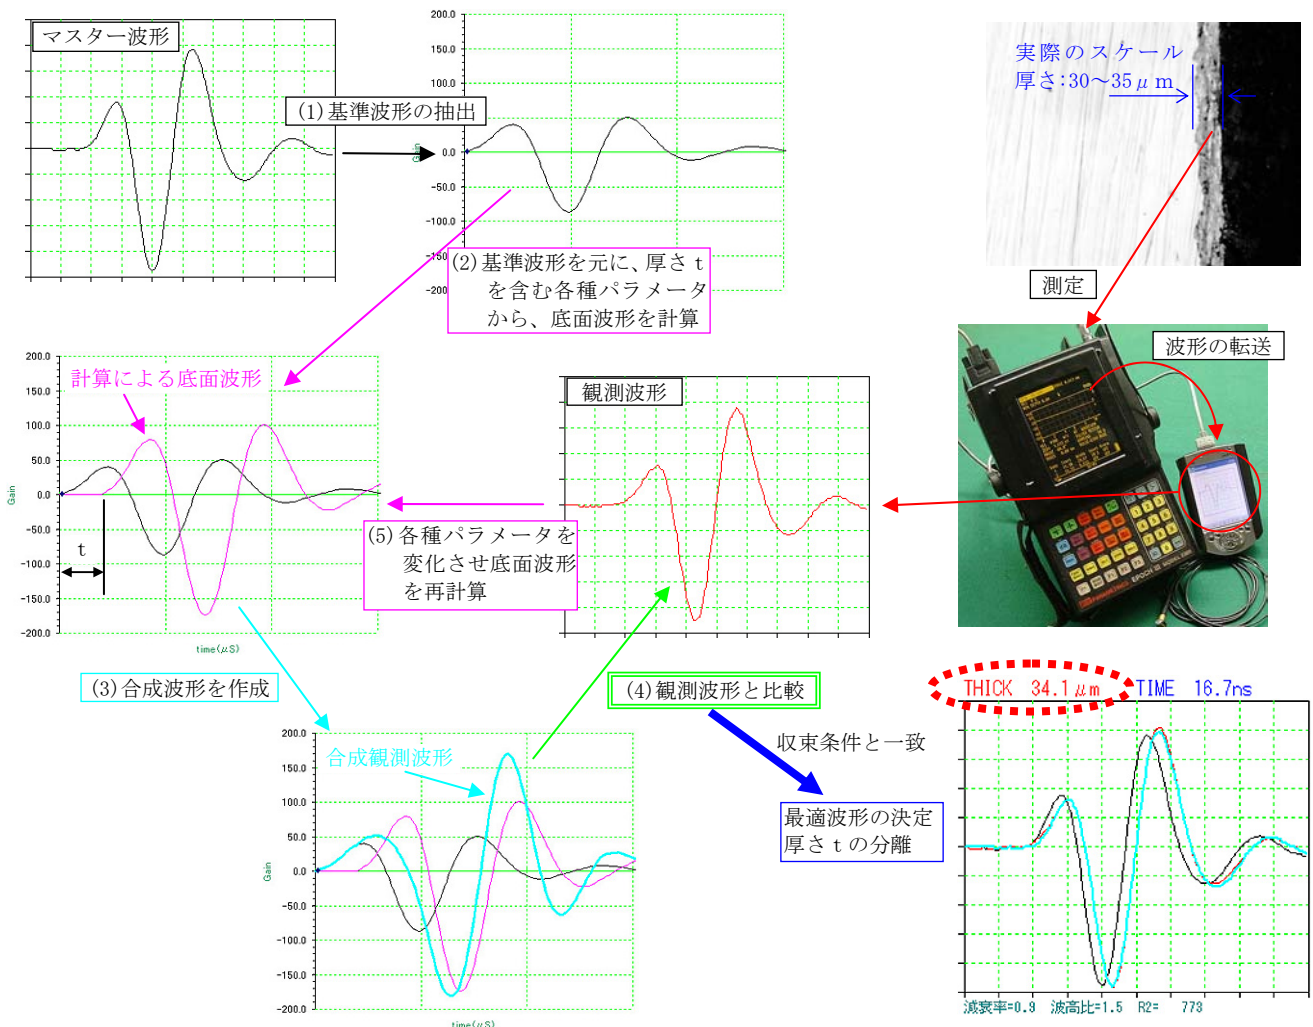 マスター波形
(1)基準波形の抽出
200.0
150.0
100.0
50.0
0.0
-50.0
-100.0
-150
-200
Gain
(2)基準波形を元に、厚さt
を含む各種パラメータ
から、底面波形を計算
実際のスケール
厚さ:30～35μm
測定
波形の転送
EPOCH III
計算による底面波形
200.0
150.0
100.0
50.0
0.0
-50.0
-100.0
-150.0
-200.0
Gain
t
time(μS)
観測波形
(5)各種パラメータを
変化させ底面波形
を再計算
(3)合成波形を作成
(4)観測波形と比較
収束条件と一致
最適波形の決定
厚さtの分離
合成観測波形
200.0
150.0
100.0
50.0
0.0
-50.0
-100.0
-150.0
-200.0
Gain
time(μS)
THICK 34.1μm TIME 16.7ns
減衰率=0.9 波高比=1.5 R2= 773